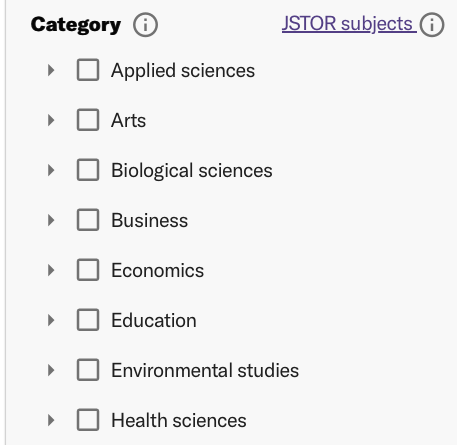 Category JSTOR subjects
Applied sciences
Arts
Biological sciences
Business
Economics
Education
Environmental studies
Health sciences